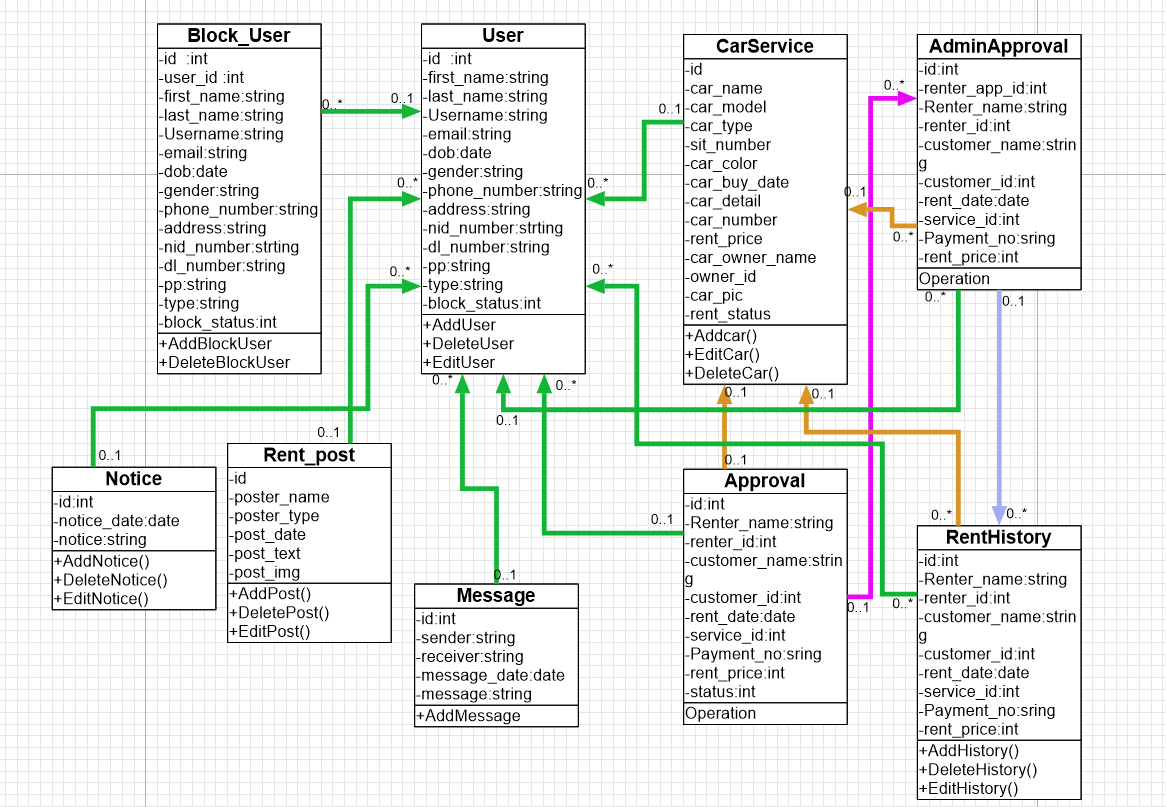 Block_User
-id :int
-user_id :int
-first_name:string
-last_name:string
-Username:string
-email:string
-dob:date
-gender:string
-phone_number:string
-address:string
-nid_number:strting
-dl_number:string
-pp:string
-type:string
-block_status:int
+AddBlockUser
+DeleteBlockUser
0..*
0..1
User
-id :int
-first_name:string
-last_name:string
-Username:string
-email:string
-dob:date
-gender:string
-phone_number:string
-address:string
-nid_number:strting
-dl_number:string
-pp:string
-type:string
-block_status:int
+AddUser
+DeleteUser
+EditUser
0..*
0..*
0..*
0..*
0..*
0..*
0..1
0..1
CarService
-id
-car_name
-car_model
-car_type
-sit_number
-car_color
-car_buy_date
-car_detail
-car_number
-rent_price
-car_owner_name
-owner_id
-car_pic
-rent_status
+Addcar()
+EditCar()
+DeleteCar()
0..1
0..1
0..1
0..*
0..*
AdminApproval
-id:int
-renter_app_id:int
-Renter_name:string
-renter_id:int
-customer_name:strin
g
-customer_id:int
-rent_date:date
-service_id:int
-Payment_no:sring
-rent_price:int
Operation
0..*
0..1
0..1
Notice
-id:int
-notice_date:date
-notice:string
+AddNotice()
+DeleteNotice()
+EditNotice()
0..1
Rent_post
-id
-poster_name
-poster_type
-post_date
-post_text
-post_img
+AddPost()
+DeletePost()
+EditPost()
0..1
Message
-id:int
-sender:string
-receiver:string
-message_date:date
-message:string
+AddMessage
0..1
0..1
Approval
-id:int
-Renter_name:string
-renter_id:int
-customer_name:strin
g
-customer_id:int
-rent_date:date
-service_id:int
-Payment_no:sring
-rent_price:int
-status:int
Operation
0..1
0..*
0..*
0..*
RentHistory
-id:int
-Renter_name:string
-renter_id:int
-customer_name:strin
g
-customer_id:int
-rent_date:date
-service_id:int
-Payment_no:sring
-rent_price:int
+AddHistory()
+DeleteHistory()
+EditHistory()